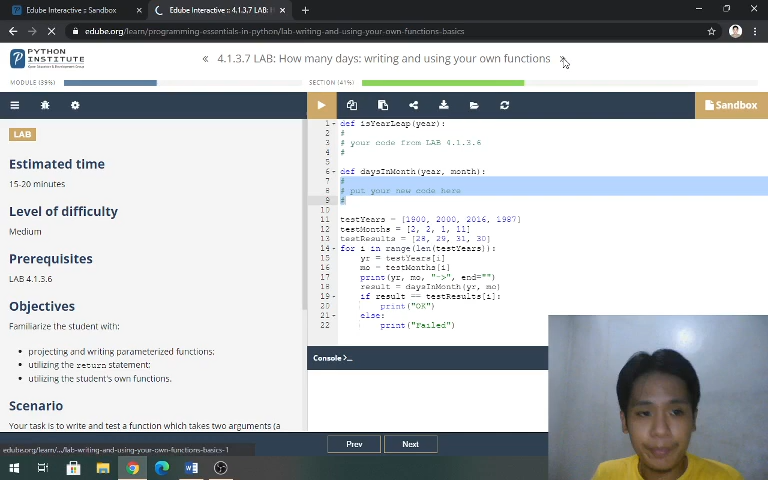 Edube Interactive :: Sandbox
Edube Interactive :: 4.1.3.7 LAB: H
edube.org/learn/programming-essentials-in-python/lab-writing-and-using-your-own-functions-basics
PYTHON
INSTITUTE
4.1.3.7 LAB: How many days: writing and using your own functions
MODULE (39%)
SECTION (41%)
Sandbox
LAB
Estimated time
15-20 minutes
Level of difficulty
Medium
Prerequisites
LAB 4.1.3.6
Objectives
Familiarize the student with:
projecting and writing parameterized functions;
utilizing the return statement;
utilizing the student's own functions.
Scenario
Your task is to write and test a function which takes two arguments (a
edube.org/learn/.../lab-writing-and-using-your-own-functions-basics-1
1 def isYearLeap(year):
2 #
3 # your code from LAB 4.1.3.6
4 #
5
6 def daysInMonth(year, month):
7 #
8 # put your new code here
9 #
10
11 testYears = [1900, 2000, 2016, 1987]
12 testMonths = [2, 2, 1, 11]
13 testResults = [28, 29, 31, 30]
14 for i in range(len(testYears)):
15 yr = testYears[i]
16 mo = testMonths[i]
17 print(yr, mo, "->", end="")
18 result = daysInMonth(yr, mo)
19 if result == testResults[i]:
20 print("OK")
21 else:
22 print("Failed")
Console >_
Prev
Next